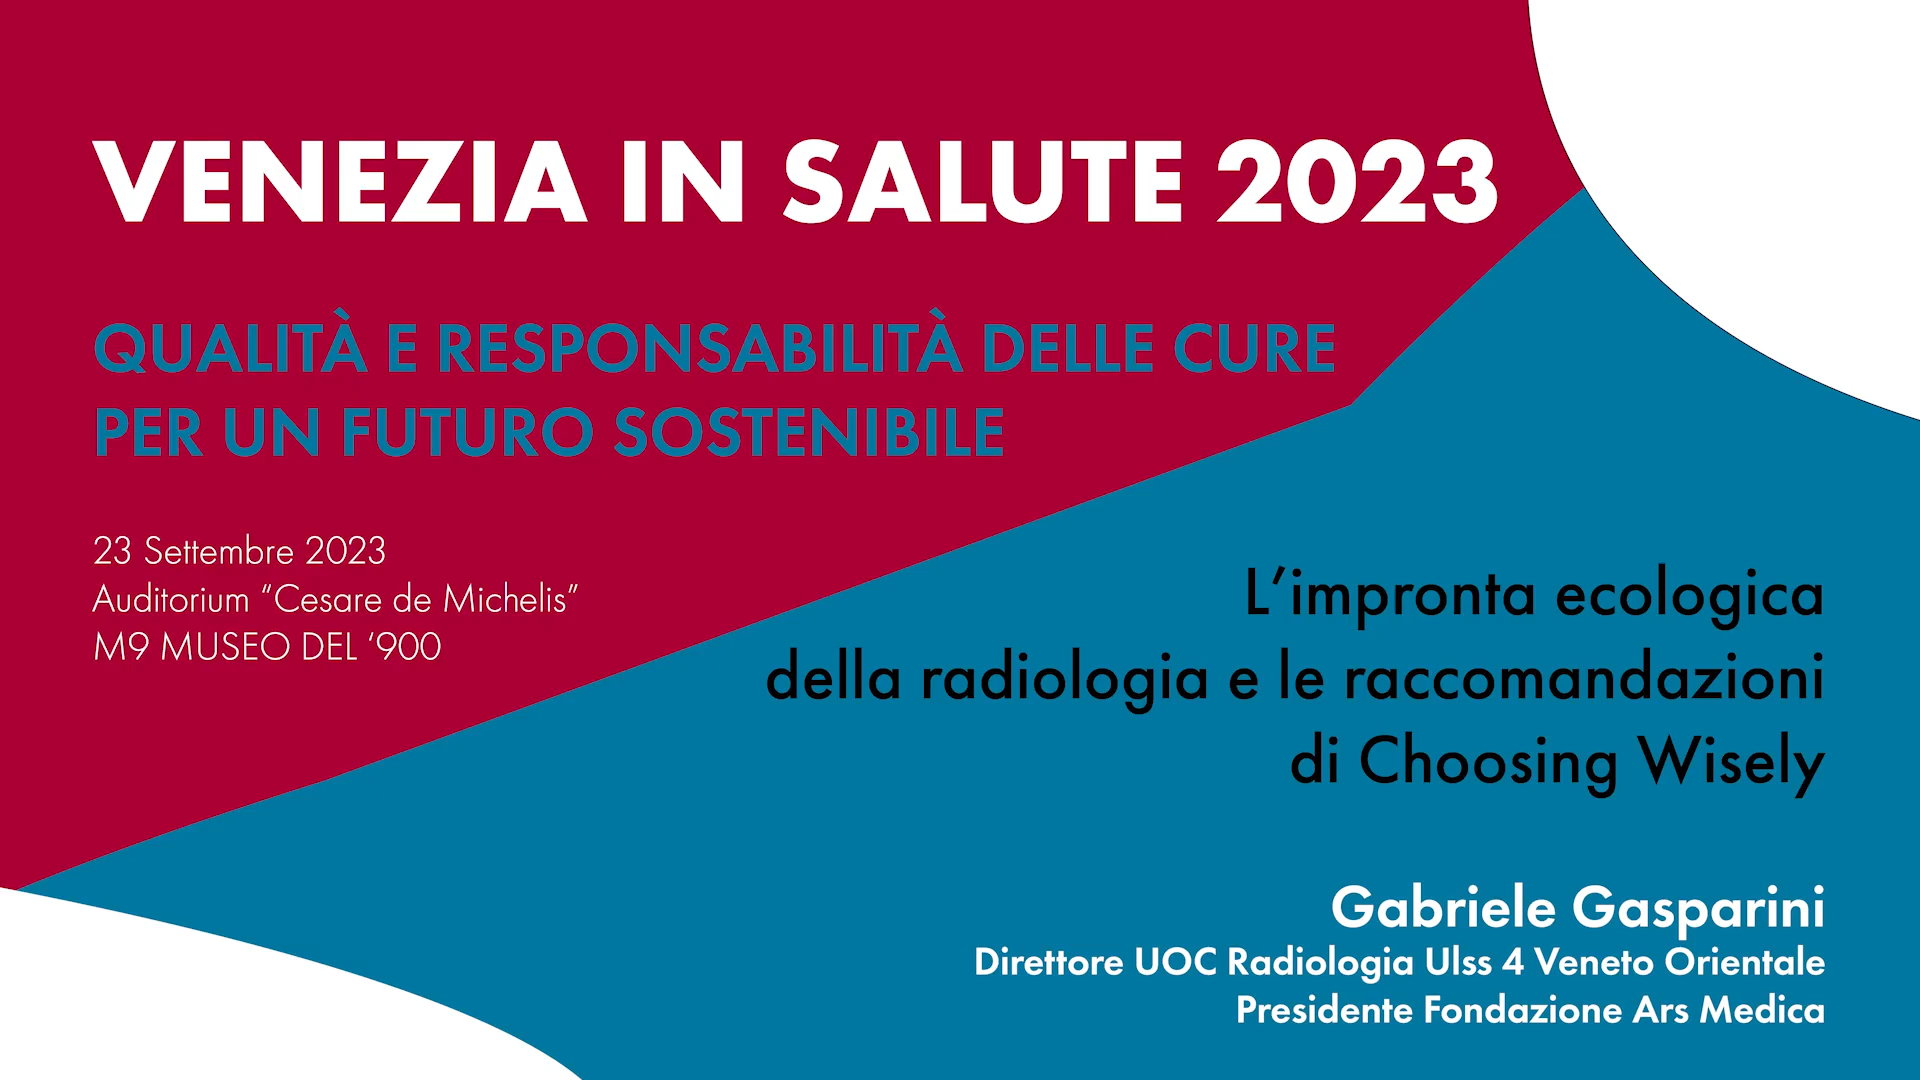 VENEZIA IN SALUTE 2023
QUALITÀ E RESPONSABILITÀ DELLE CURE
PER UN FUTURO SOSTENIBILE
23 Settembre 2023
Auditorium “Cesare de Michelis”
M9 MUSEO DEL ‘900
L’impronta ecologica
della radiologia e le raccomandazioni
di Choosing Wisely
Gabriele Gasparini
Direttore UOC Radiologia Ulss 4 Veneto Orientale
Presidente Fondazione Ars Medica